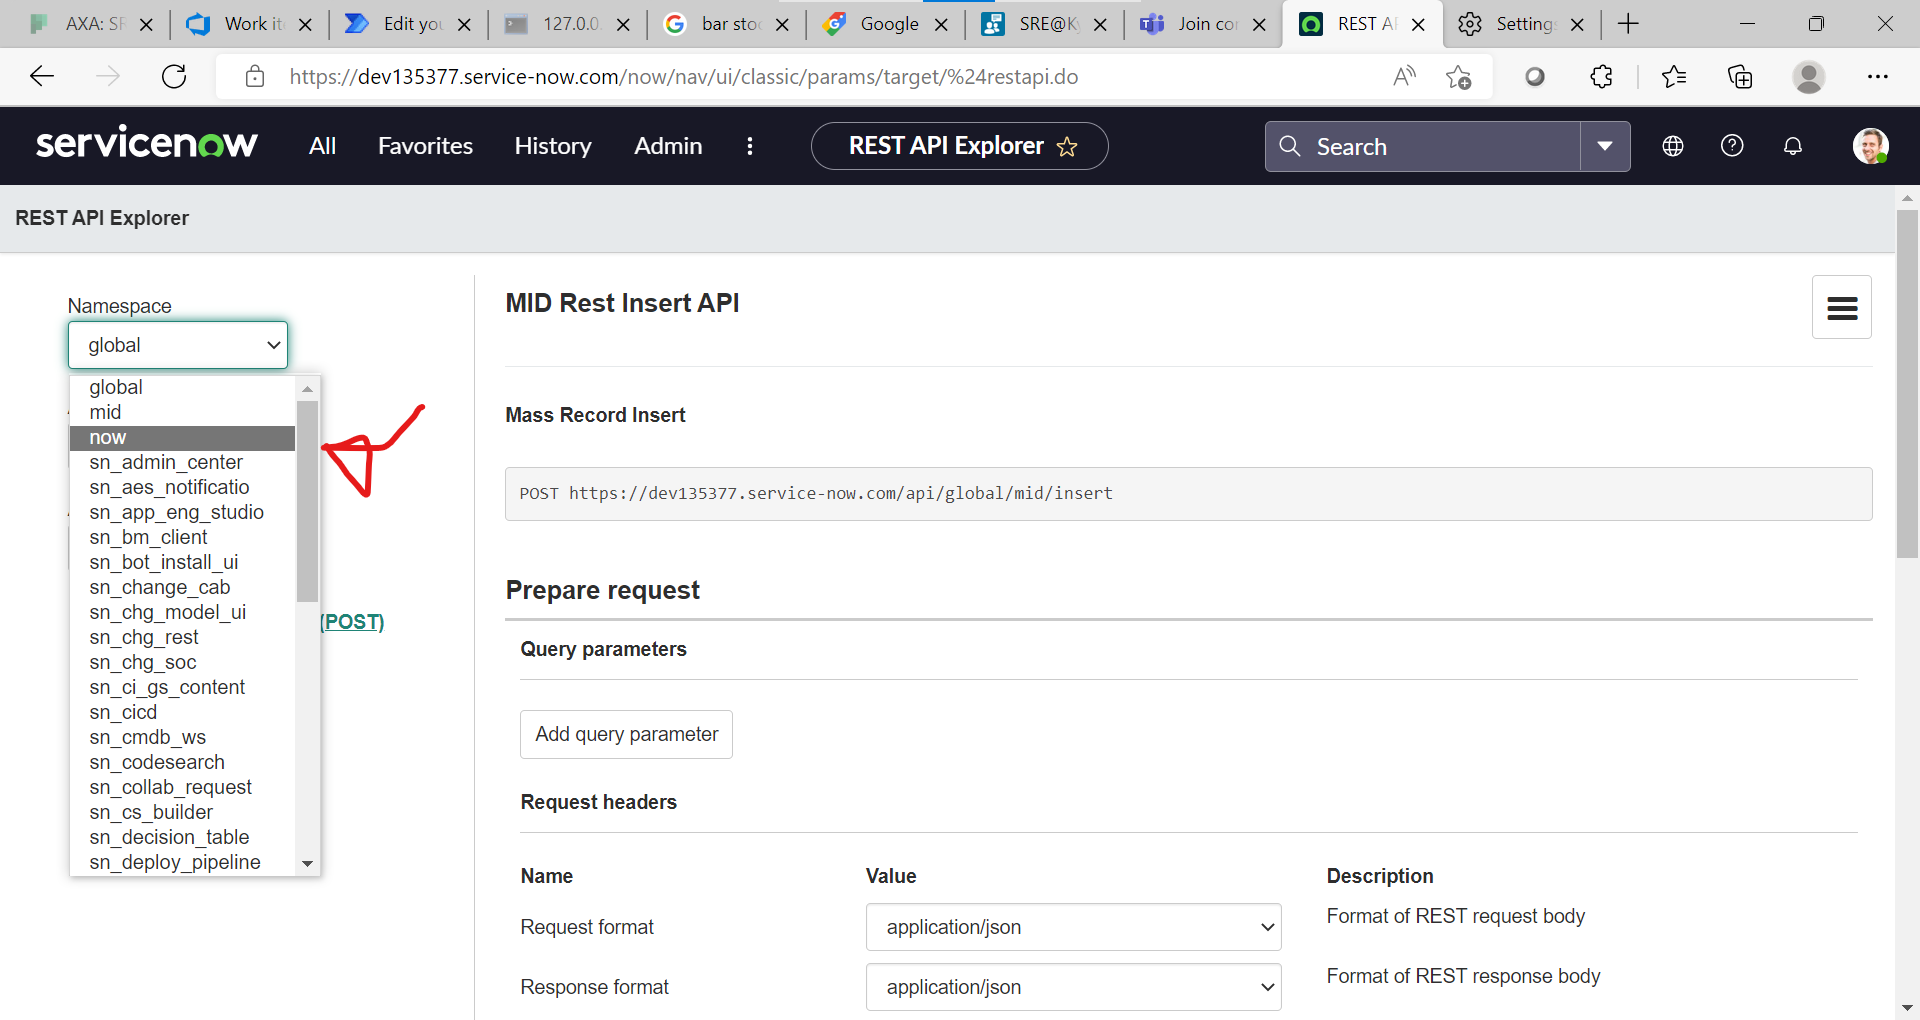 AXA: SR
Work it
Edit you
127.0.0
bar stoc
Google
SRE@Ky
Join cor
REST AP
Settings
https://dev135377.service-now.com/now/nav/ui/classic/params/target/%24restapi.do
servicenow
All
Favorites
History
Admin
REST API Explorer
Search
REST API Explorer
Namespace
global
global
mid
now
sn_admin_center
sn_aes_notificatio
sn_app_eng_studio
sn_bm_client
sn_bot_install_ui
sn_change_cab
sn_chg_model_ui
sn_chg_rest
sn_chg_soc
sn_ci_gs_content
sn_cicd
sn_cmdb_ws
sn_codesearch
sn_collab_request
sn_cs_builder
sn_decision_table
sn_deploy_pipeline
(POST)
MID Rest Insert API
Mass Record Insert
POST https://dev135377.service-now.com/api/global/mid/insert
Prepare request
Query parameters
Add query parameter
Request headers
Name Value Description
Request format application/json Format of REST request body
Response format application/json Format of REST response body